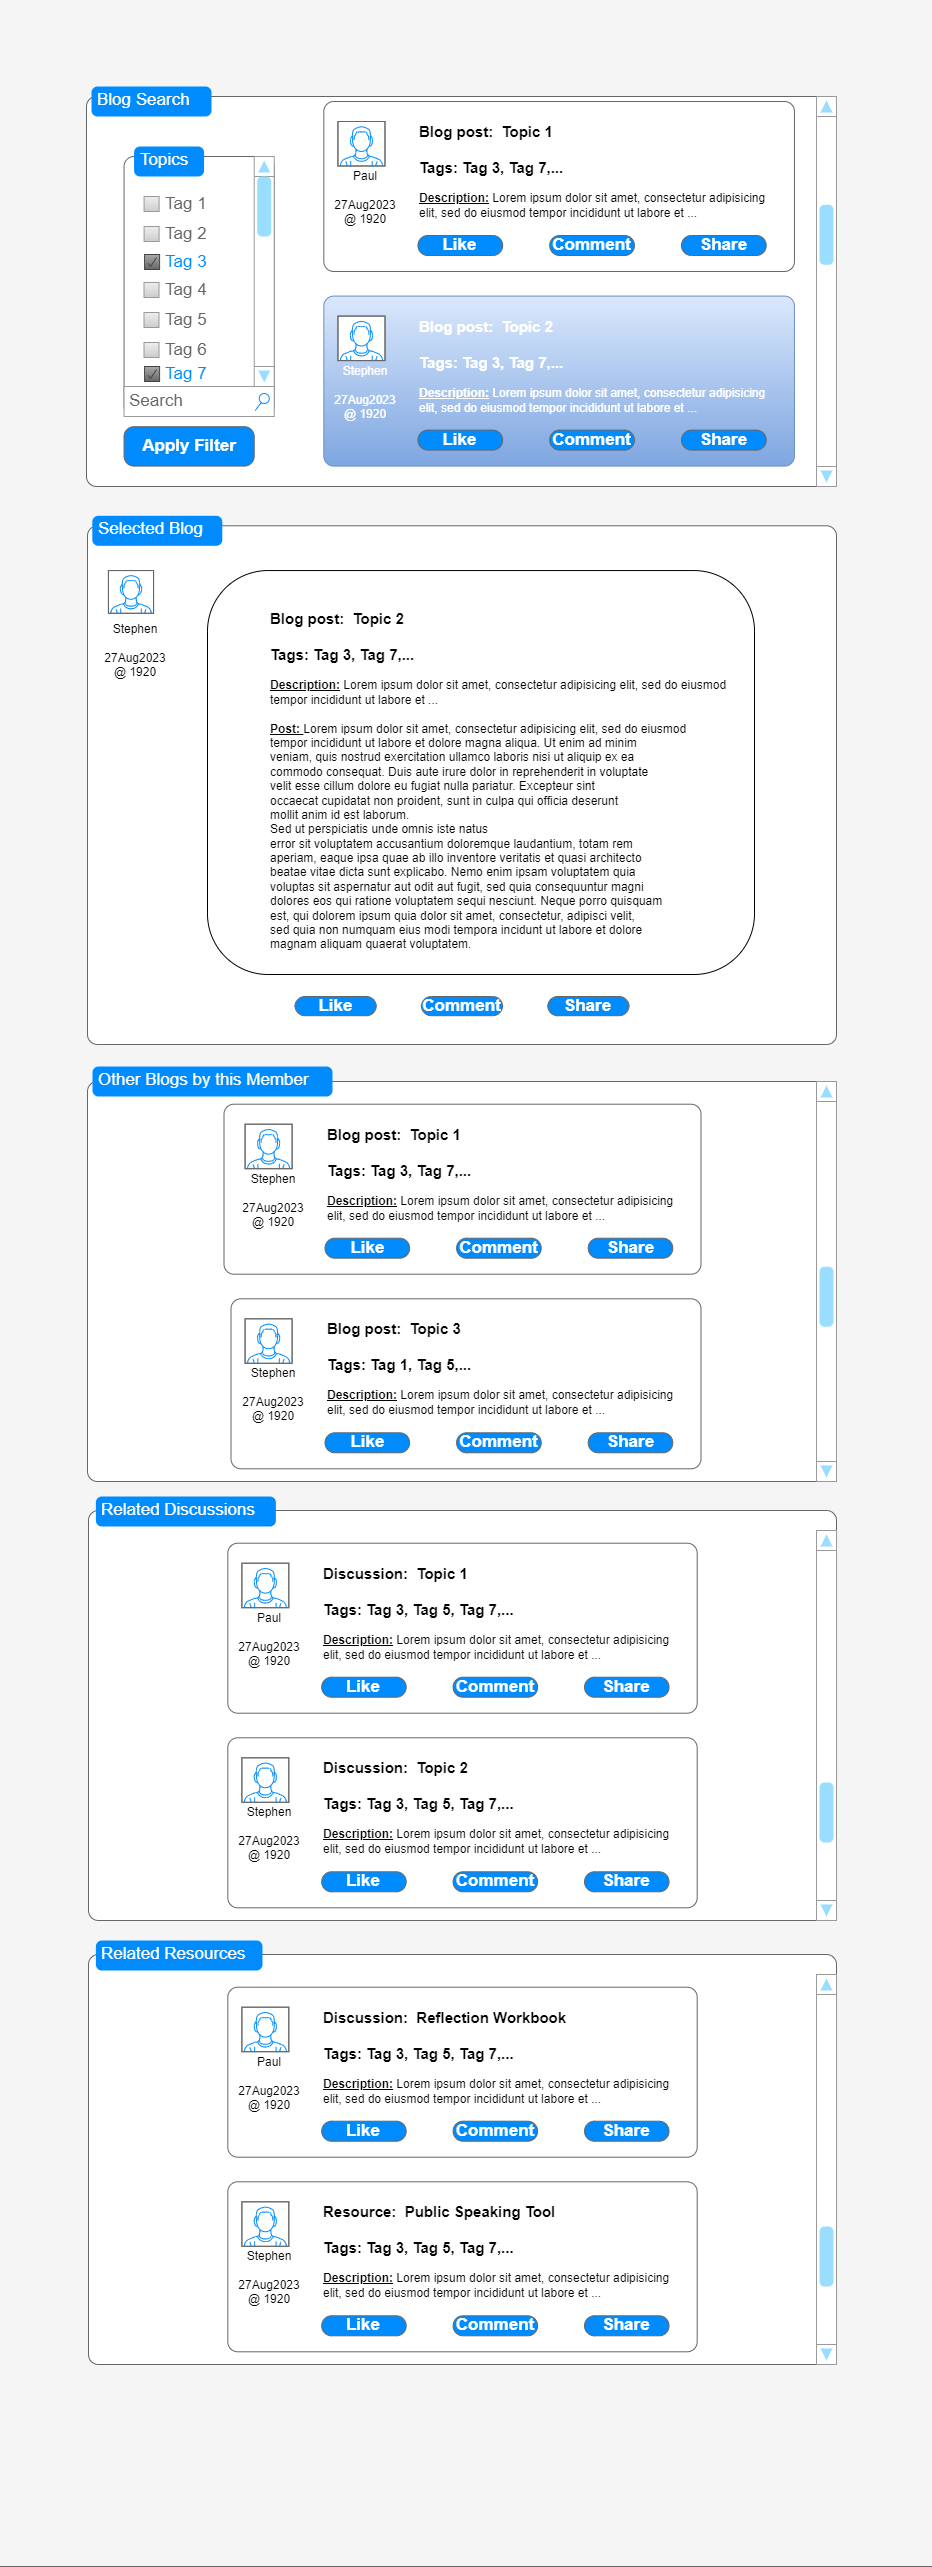 Blog Search
Topics
Tag 1
Tag 2
Tag 3
Tag 4
Tag 5
Tag 6
Tag 7
Search
Apply Filter
Paul
27Aug2023
@ 1920
Blog post:  Topic 1
Tags: Tag 3, Tag 7,...
Description: Lorem ipsum dolor sit amet, consectetur adipisicing
elit, sed do eiusmod tempor incididunt ut labore et ...
Like Comment Share
Stephen
27Aug2023
@ 1920
Blog post:  Topic 2
Tags: Tag 3, Tag 7,...
Description: Lorem ipsum dolor sit amet, consectetur adipisicing
elit, sed do eiusmod tempor incididunt ut labore et ...
Like Comment Share
Selected Blog
Stephen
27Aug2023
@ 1920
Blog post:  Topic 2
Tags: Tag 3, Tag 7,...
Description: Lorem ipsum dolor sit amet, consectetur adipisicing elit, sed do eiusmod
tempor incididunt ut labore et ...
Post: Lorem ipsum dolor sit amet, consectetur adipisicing elit, sed do eiusmod
tempor incididunt ut labore et dolore magna aliqua. Ut enim ad minim
veniam, quis nostrud exercitation ullamco laboris nisi ut aliquip ex ea
commodo consequat. Duis aute irure dolor in reprehenderit in voluptate
velit esse cillum dolore eu fugiat nulla pariatur. Excepteur sint
occaecat cupidatat non proident, sunt in culpa qui officia deserunt
mollit anim id est laborum.
Sed ut perspiciatis unde omnis iste natus
error sit voluptatem accusantium doloremque laudantium, totam rem
aperiam, eaque ipsa quae ab illo inventore veritatis et quasi architecto
beatae vitae dicta sunt explicabo. Nemo enim ipsam voluptatem quia
voluptas sit aspernatur aut odit aut fugit, sed quia consequuntur magni
dolores eos qui ratione voluptatem sequi nesciunt. Neque porro quisquam
est, qui dolorem ipsum quia dolor sit amet, consectetur, adipisci velit,
sed quia non numquam eius modi tempora incidunt ut labore et dolore
magnam aliquam quaerat voluptatem.
Like Comment Share
Other Blogs by this Member
Stephen
27Aug2023
@ 1920
Blog post:  Topic 1
Tags: Tag 3, Tag 7,...
Description: Lorem ipsum dolor sit amet, consectetur adipisicing
elit, sed do eiusmod tempor incididunt ut labore et ...
Like Comment Share
Stephen
27Aug2023
@ 1920
Blog post:  Topic 3
Tags: Tag 1, Tag 5,...
Description: Lorem ipsum dolor sit amet, consectetur adipisicing
elit, sed do eiusmod tempor incididunt ut labore et ...
Like Comment Share
Related Discussions
Paul
27Aug2023
@ 1920
Discussion:  Topic 1
Tags: Tag 3, Tag 5, Tag 7,...
Description: Lorem ipsum dolor sit amet, consectetur adipisicing
elit, sed do eiusmod tempor incididunt ut labore et ...
Like Comment Share
Stephen
27Aug2023
@ 1920
Discussion:  Topic 2
Tags: Tag 3, Tag 5, Tag 7,...
Description: Lorem ipsum dolor sit amet, consectetur adipisicing
elit, sed do eiusmod tempor incididunt ut labore et ...
Like Comment Share
Related Resources
Paul
27Aug2023
@ 1920
Discussion:  Reflection Workbook
Tags: Tag 3, Tag 5, Tag 7,...
Description: Lorem ipsum dolor sit amet, consectetur adipisicing
elit, sed do eiusmod tempor incididunt ut labore et ...
Like Comment Share
Stephen
27Aug2023
@ 1920
Resource:  Public Speaking Tool
Tags: Tag 3, Tag 5, Tag 7,...
Description: Lorem ipsum dolor sit amet, consectetur adipisicing
elit, sed do eiusmod tempor incididunt ut labore et ...
Like Comment Share